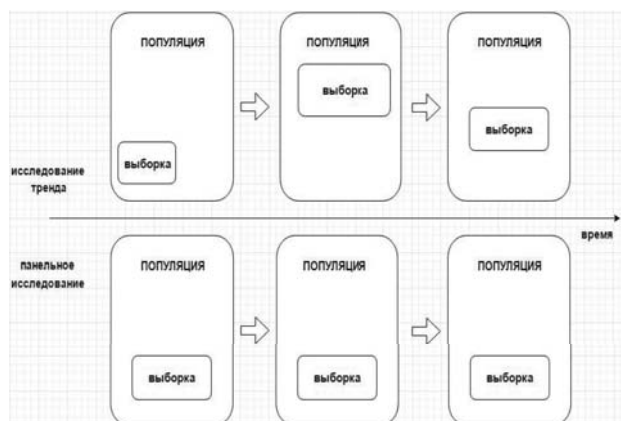 ПОПУЛЯЦИЯ
ПОПУЛЯЦИЯ
ПОПУЛЯЦИЯ
выборка
выборка
выборка
исследование
тренда
время
панельное
исследование
ПОПУЛЯЦИЯ
ПОПУЛЯЦИЯ
ПОПУЛЯЦИЯ
выборка
выборка
выборка